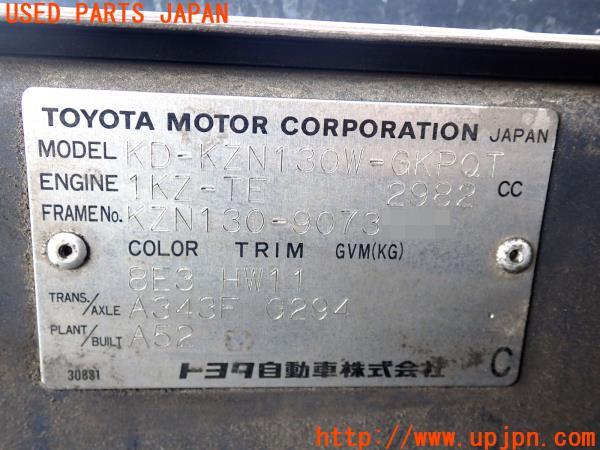 USED PARTS JAPAN
TOYOTA MOTOR CORPORATION JAPAN
MODEL KD-KZN130W-GKPQT
ENGINE 1KZ-TE 2982 CC
FRAME No. KZN130-9073
COLOR TRIM GVM(KG)
8E3 HW11
TRANS./AXLE A343F G294
PLANT/BUILT A52
30881 トヨタ自動車株式会社 C
http://www.upjpn.com/